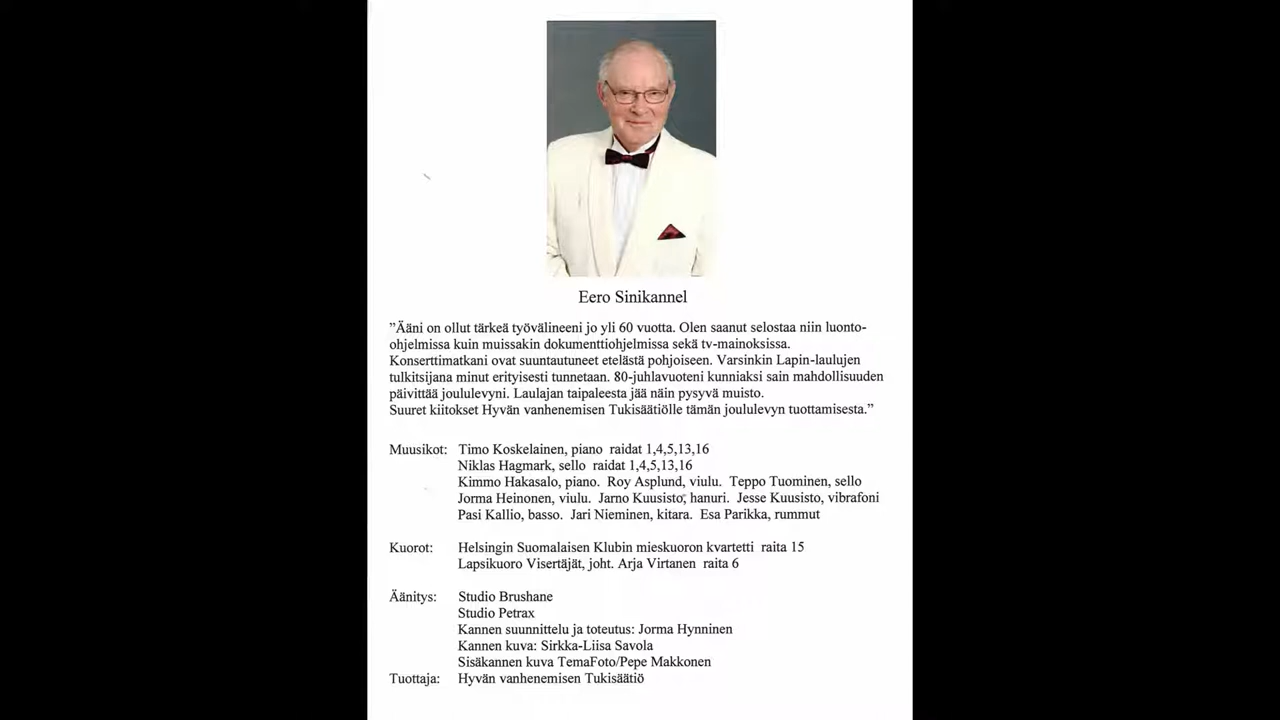 Eero Sinikannel
”Ääni on ollut tärkeä työvälineeni jo yli 60 vuotta. Olen saanut selostaa niin luonto-
ohjelmissa kuin muissakin dokumenttiohjelmissa sekä tv-mainoksissa.
Konserttimatkani ovat suuntautuneet etelästä pohjoiseen. Varsinkin Lapin-laulujen
tulkitsijana minut erityisesti tunnetaan. 80-juhlavuoteni kunniaksi sain mahdollisuuden
päivittää joululevyni. Laulajan taipaleesta jää näin pysyvä muisto.
Suuret kiitokset Hyvän vanhenemisen Tukisäätiölle tämän joululevyn tuottamisesta.”
Muusikot: Timo Koskelainen, piano raidat 1,4,5,13,16
Niklas Hagmark, sello raidat 1,4,5,13,16
Kimmo Hakasalo, piano. Roy Asplund, viulu. Teppo Tuominen, sello
Jorma Heinonen, viulu. Jarno Kuusisto, hanuri. Jesse Kuusisto, vibrafoni
Pasi Kallio, basso. Jari Nieminen, kitara. Esa Parikka, rummut
Kuorot: Helsingin Suomalaisen Klubin mieskuoron kvartetti raita 15
Lapsikuoro Visertäjät, joht. Arja Virtanen raita 6
Äänitys: Studio Brushane
Studio Petrax
Kannen suunnittelu ja toteutus: Jorma Hynninen
Kannen kuva: Sirkka-Liisa Savola
Sisäkannen kuva TemaFoto/Pepe Makkonen
Tuottaja: Hyvän vanhenemisen Tukisäätiö